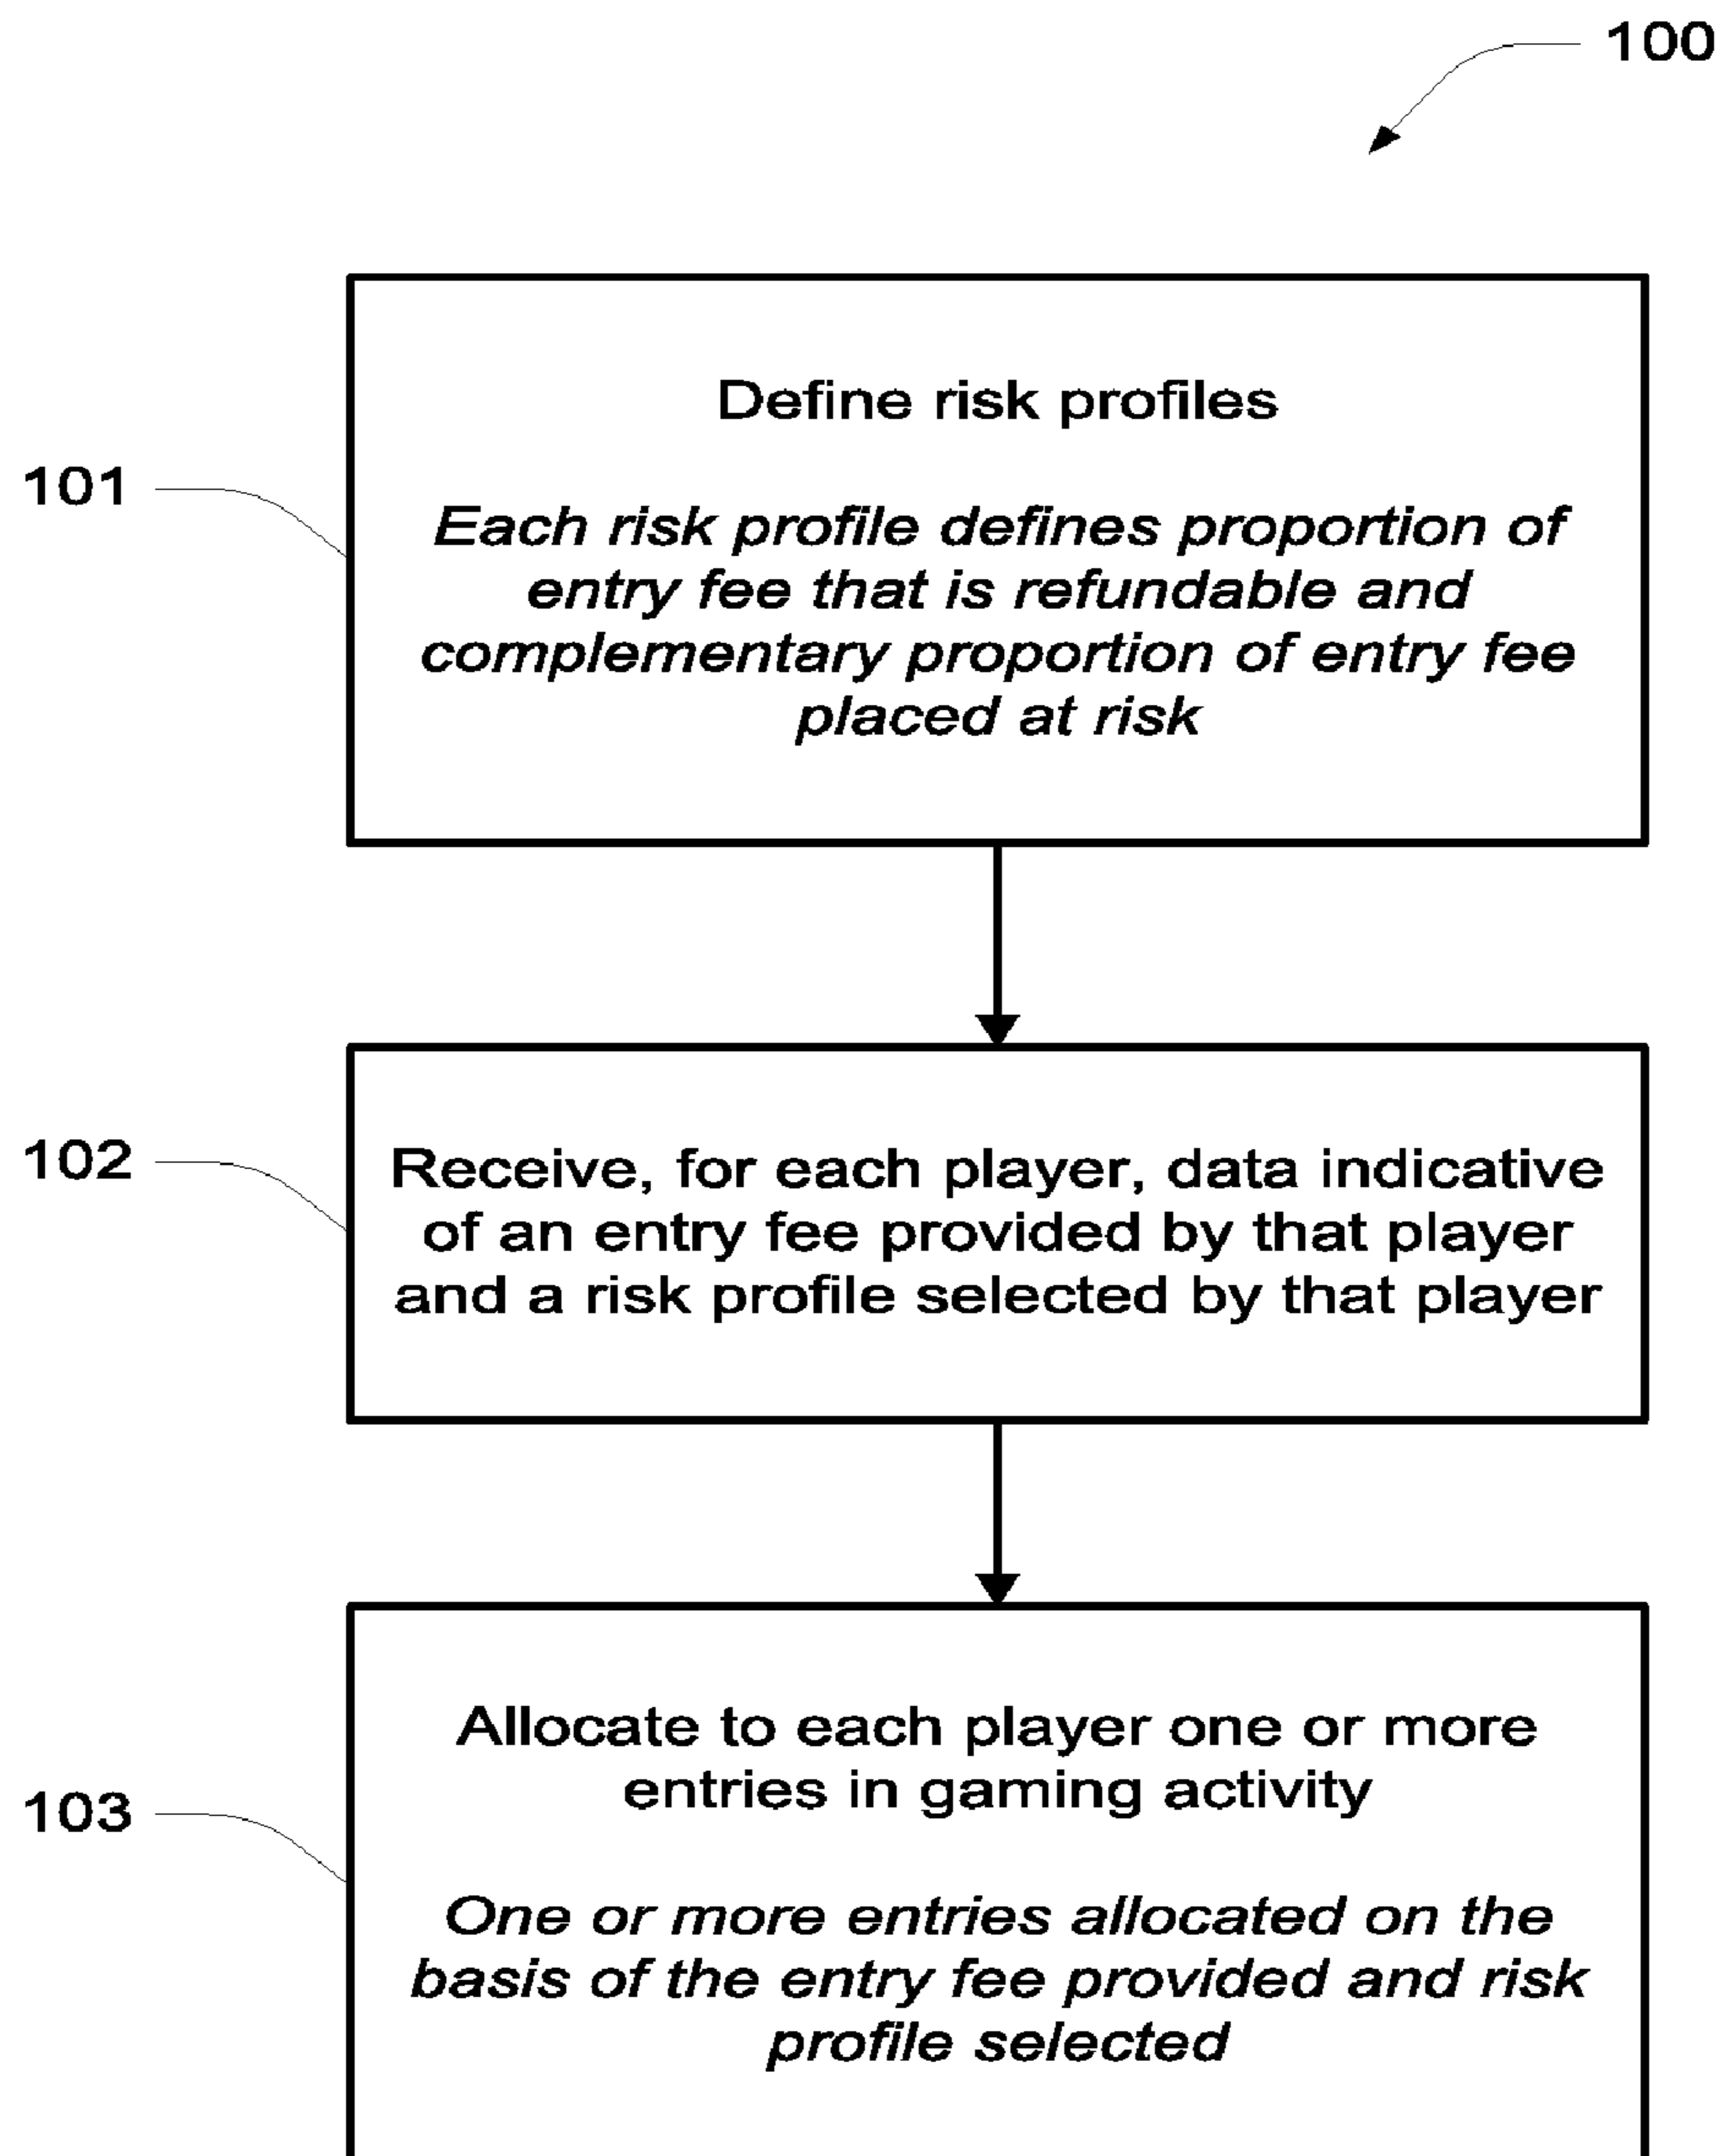 100
Define risk profiles
101
Each risk profile defines proportion of
entry fee that is refundable and
complementary proportion of entry fee
placed at risk
102
Receive, for each player, data indicative
of an entry fee provided by that player
and a risk profile selected by that player
Allocate to each player one or more
entries in gaming activity
103
One or more entries allocated on the
basis of the entry fee provided and risk
profile selected